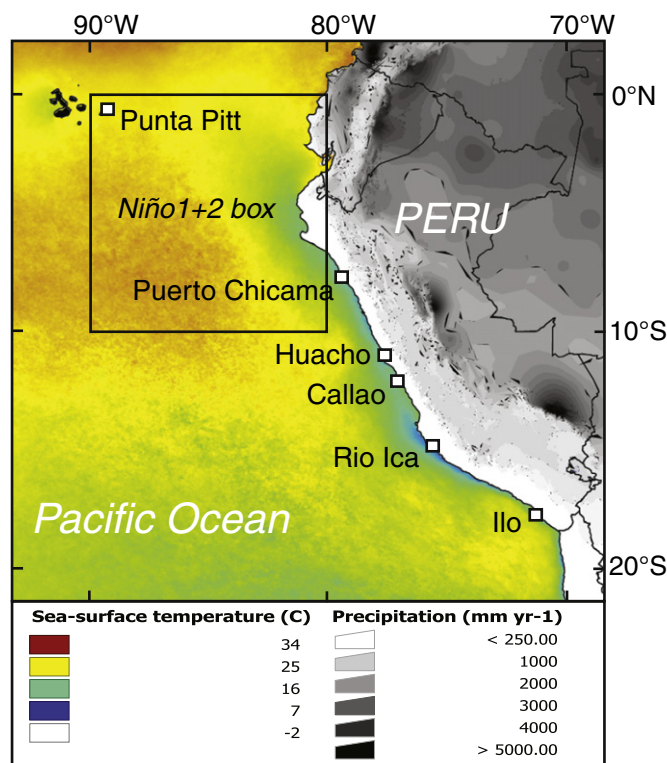 90°W 80°W 70°W
0°N
Punta Pitt
Niño1+2 box
PERU
Puerto Chicama
10°S
Huacho
Callao
Rio Ica
Pacific Ocean
Ilo
20°S
Sea-surface temperature (C) Precipitation (mm yr-1)
34 < 250.00
25 1000
16 2000
7 3000
-2 4000
> 5000.00